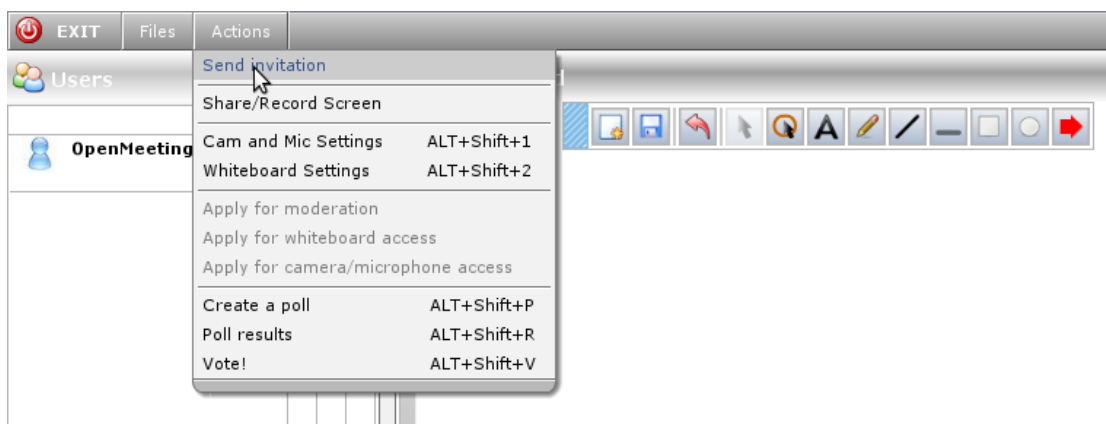 EXIT Files Actions
Users
Send invitation
Share/Record Screen
OpenMeeting
Cam and Mic Settings ALT+Shift+1
Whiteboard Settings ALT+Shift+2
Apply for moderation
Apply for whiteboard access
Apply for camera/microphone access
Create a poll ALT+Shift+P
Poll results ALT+Shift+R
Vote! ALT+Shift+V